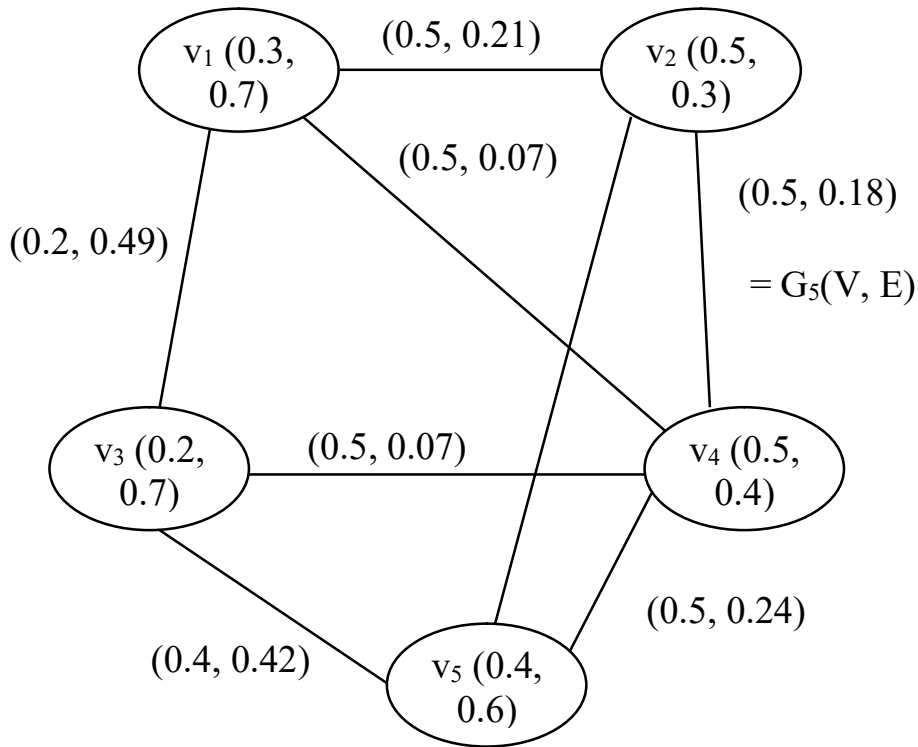 (0.5, 0.21)
v₁ (0.3,
0.7)
v₂ (0.5,
0.3)
(0.5, 0.07)
(0.5, 0.18)
(0.2, 0.49)
= G₅(V, E)
(0.5, 0.07)
v₃ (0.2,
0.7)
v₄ (0.5,
0.4)
(0.5, 0.24)
(0.4, 0.42)
v₅ (0.4,
0.6)